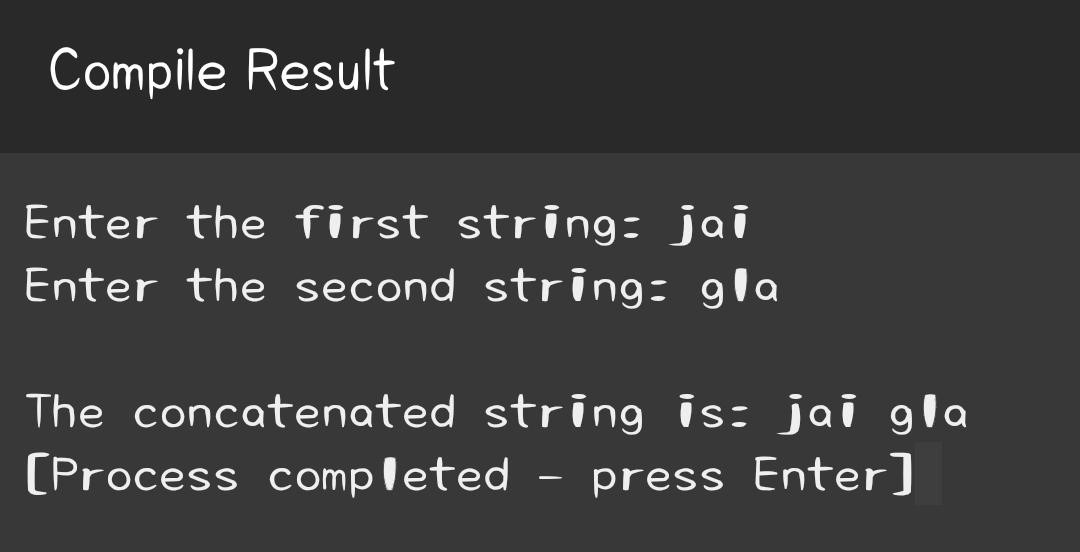 Compile Result
Enter the first string: jai
Enter the second string: gla
The concatenated string is: jai gla
[Process completed - press Enter]